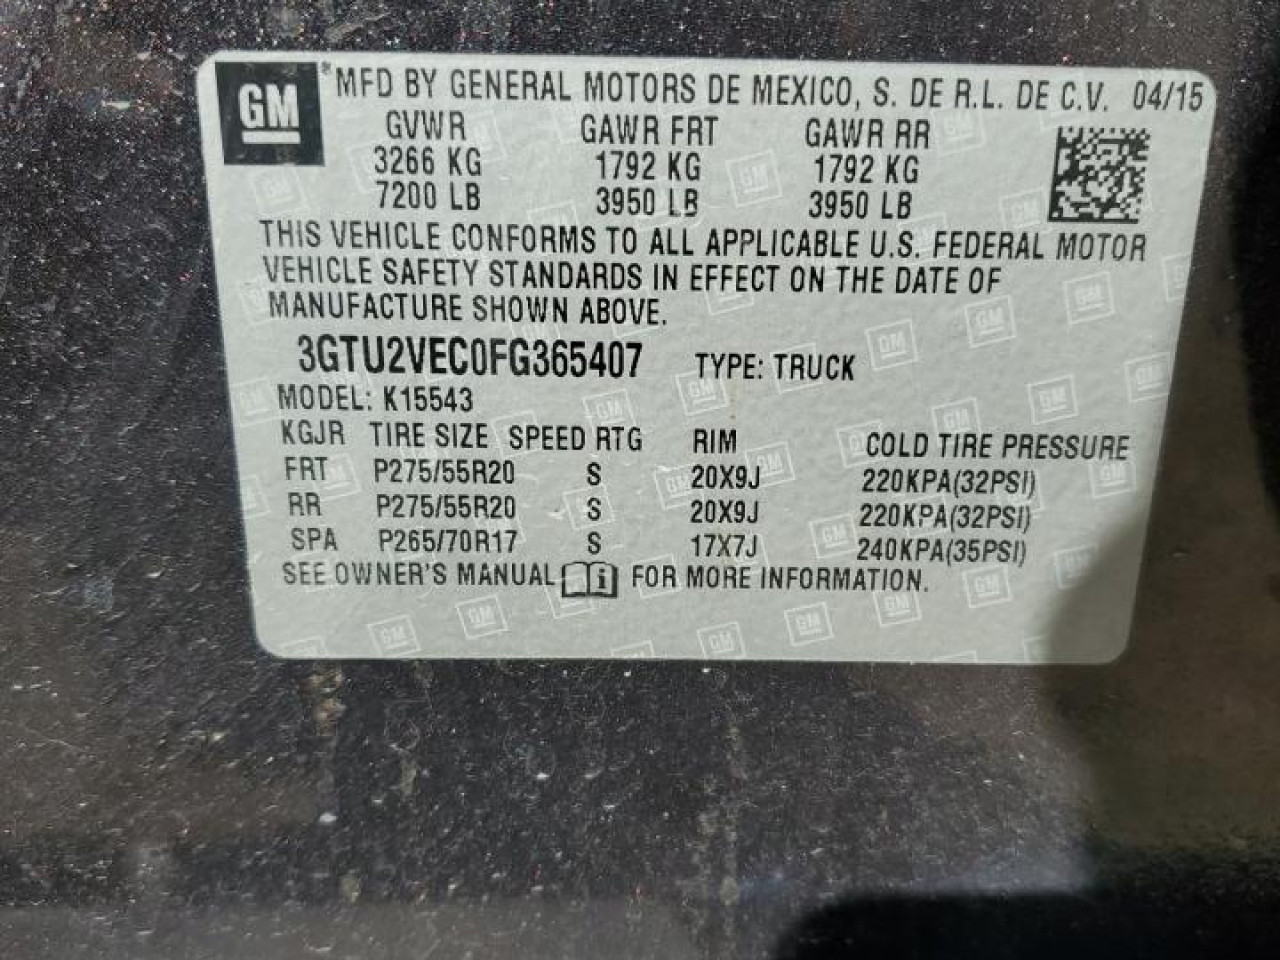 GM ® MFD BY GENERAL MOTORS DE MEXICO, S. DE R.L. DE C.V. 04/15
GVWR GAWR FRT GAWR RR
3266 KG 1792 KG 1792 KG
7200 LB 3950 LB 3950 LB
THIS VEHICLE CONFORMS TO ALL APPLICABLE U.S. FEDERAL MOTOR
VEHICLE SAFETY STANDARDS IN EFFECT ON THE DATE OF
MANUFACTURE SHOWN ABOVE.
3GTU2VEC0FG365407 TYPE: TRUCK
MODEL: K15543
KGJR TIRE SIZE SPEED RTG RIM COLD TIRE PRESSURE
FRT P275/55R20 S 20X9J 220KPA(32PSI)
RR P275/55R20 S 20X9J 220KPA(32PSI)
SPA P265/70R17 S 17X7J 240KPA(35PSI)
SEE OWNER'S MANUAL FOR MORE INFORMATION.